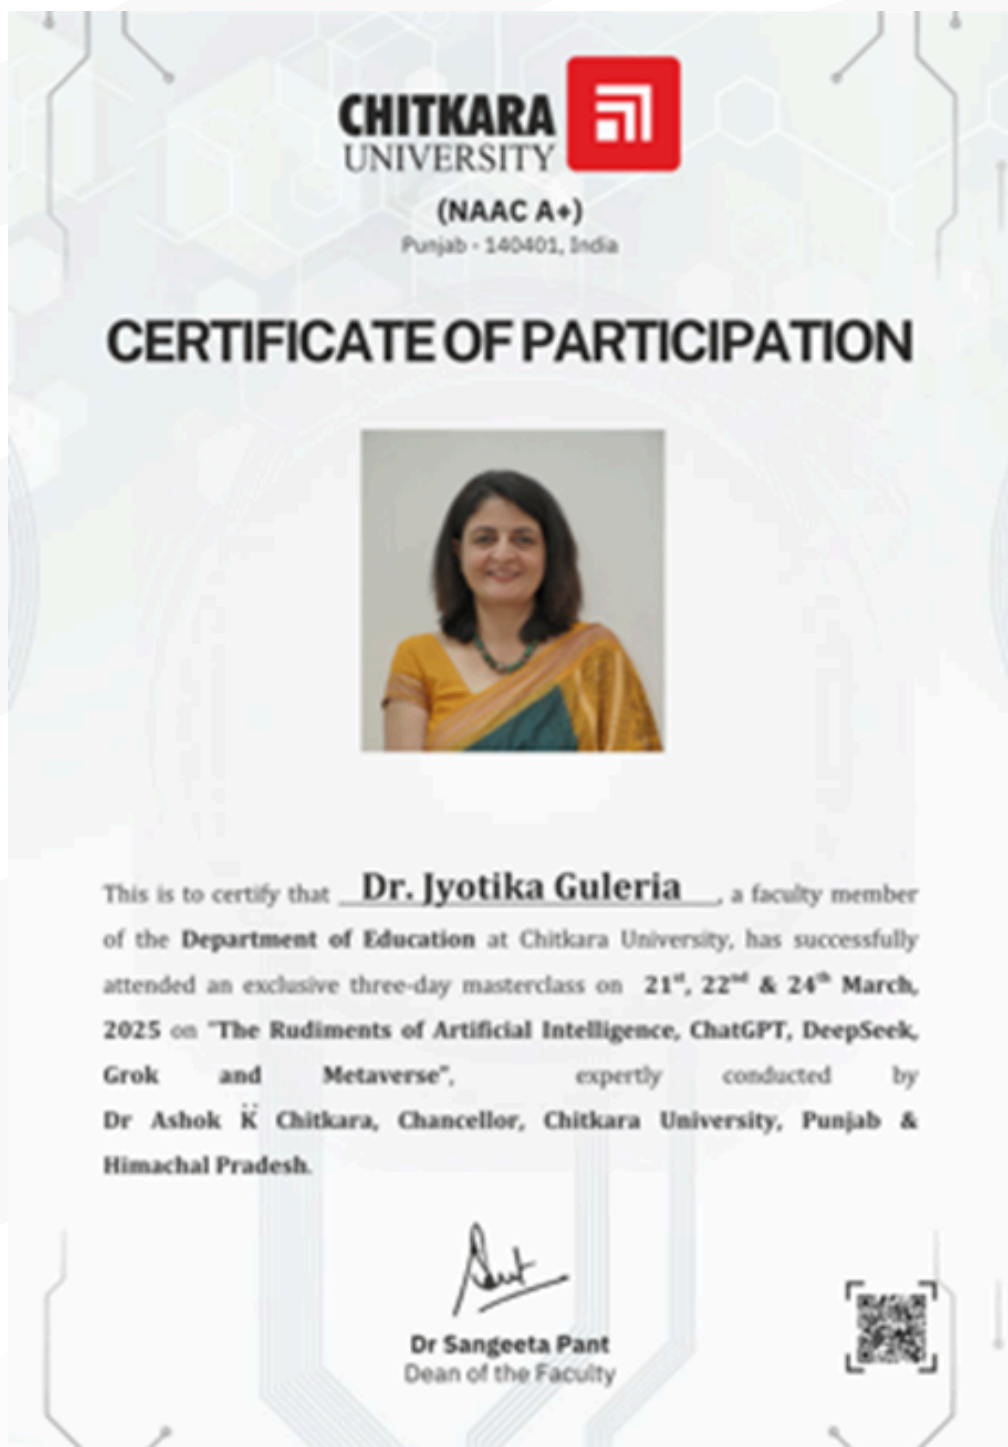 CHITKARA
UNIVERSITY
(NAAC A+)
Punjab - 140401, India
CERTIFICATE OF PARTICIPATION
This is to certify that Dr. Jyotika Guleria, a faculty member
of the Department of Education at Chitkara University, has successfully
attended an exclusive three-day masterclass on 21st, 22nd & 24th March,
2025 on "The Rudiments of Artificial Intelligence, ChatGPT, DeepSeek,
Grok and Metaverse", expertly conducted by
Dr Ashok K̈ Chitkara, Chancellor, Chitkara University, Punjab &
Himachal Pradesh.
Pant
Dr Sangeeta Pant
Dean of the Faculty